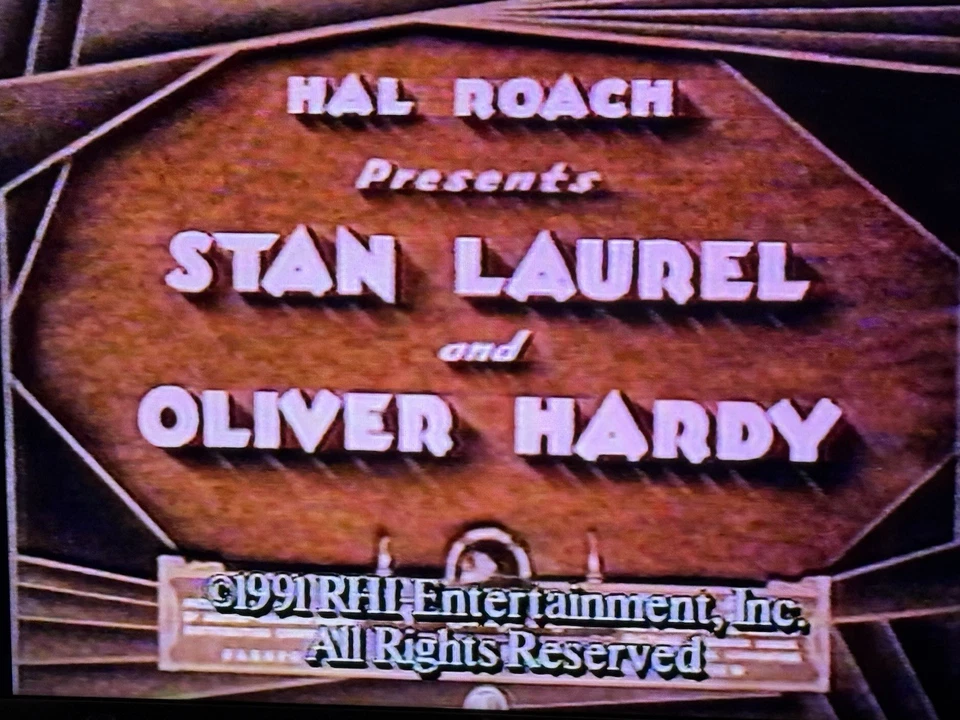 HAL ROACH
Presents
STAN LAUREL
and
OLIVER HARDY
©1991 RHI Entertainment, Inc.
All Rights Reserved